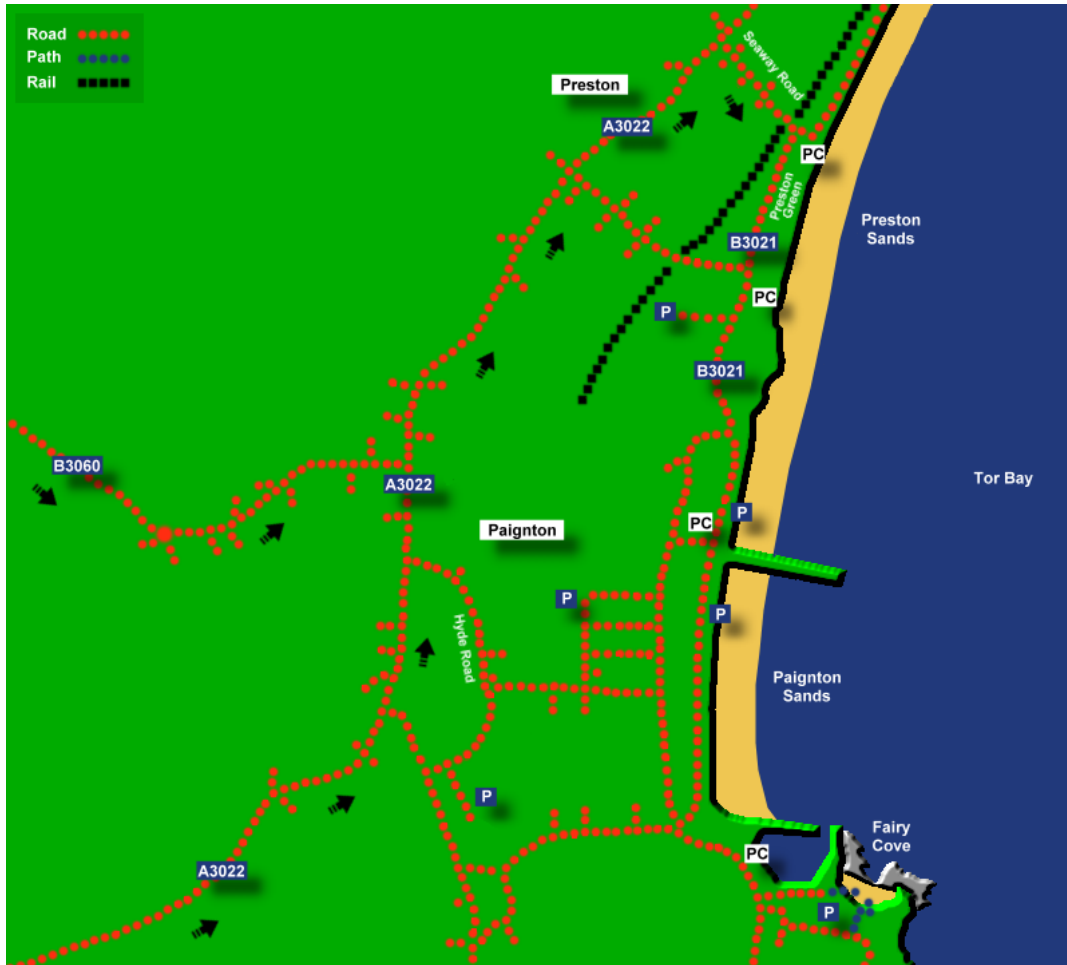 Road
Path
Rail
Seaway Road
Preston
A3022
PC
Preston
Green
Preston
Sands
B3021
PC
P
B3021
B3060
A3022
Tor Bay
P
PC
Paignton
P
P
Hyde Road
Paignton
Sands
P
Fairy
Cove
PC
A3022
P